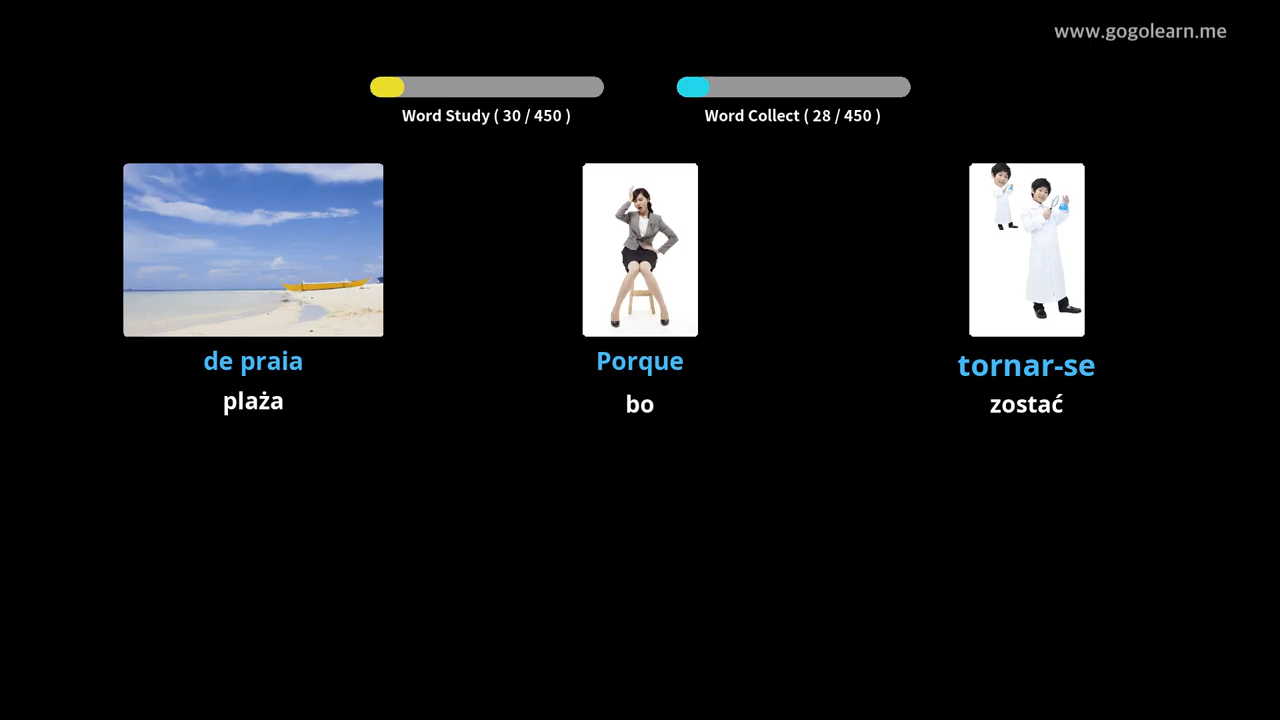 www.gogolearn.me
Word Study ( 30 / 450 )
Word Collect ( 28 / 450 )
de praia
plaża
Porque
bo
tornar-se
zostać